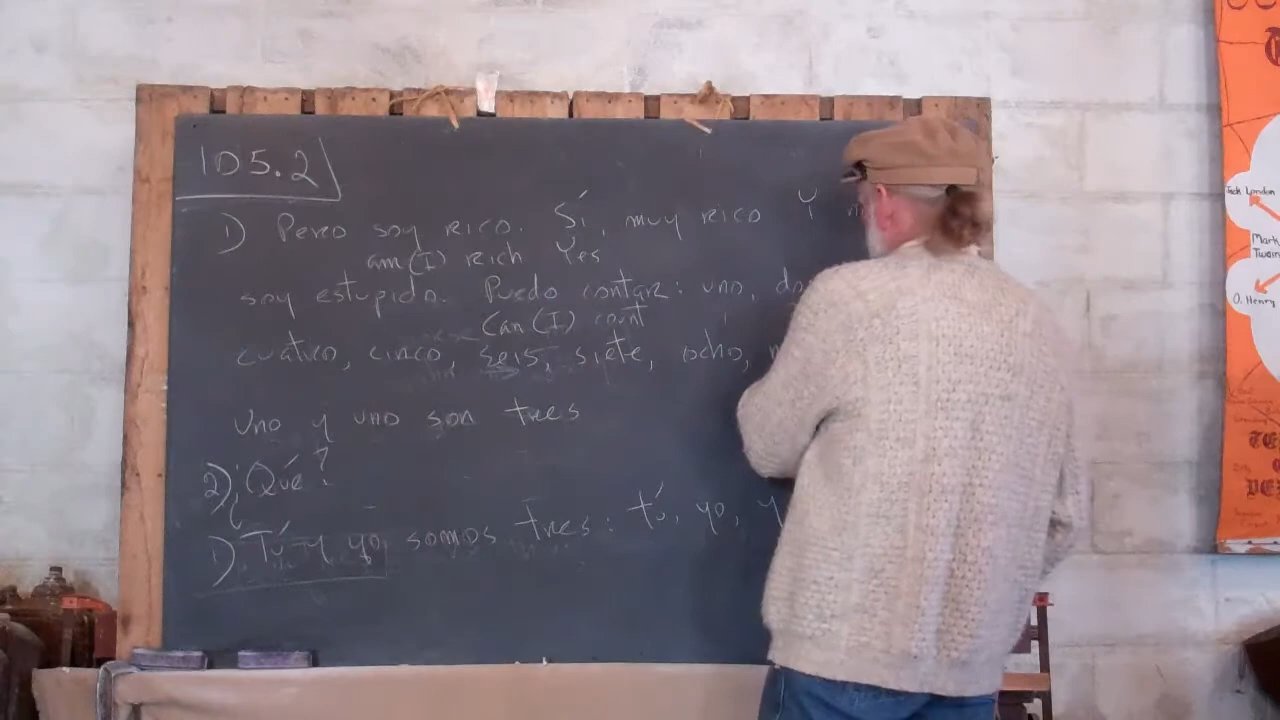 105.2
1) Pero soy rico. Sí, muy rico Y
am (I) rich Yes
soy estupido. Puedo contar: uno,
Can (I) count
cuatro, cinco, seis, siete, ocho,
uno y uno son tres
2) ¿Qué?
1) Tú y yo somos tres: tú, yo, y
Jack London
Mark
Twain
O. Henry